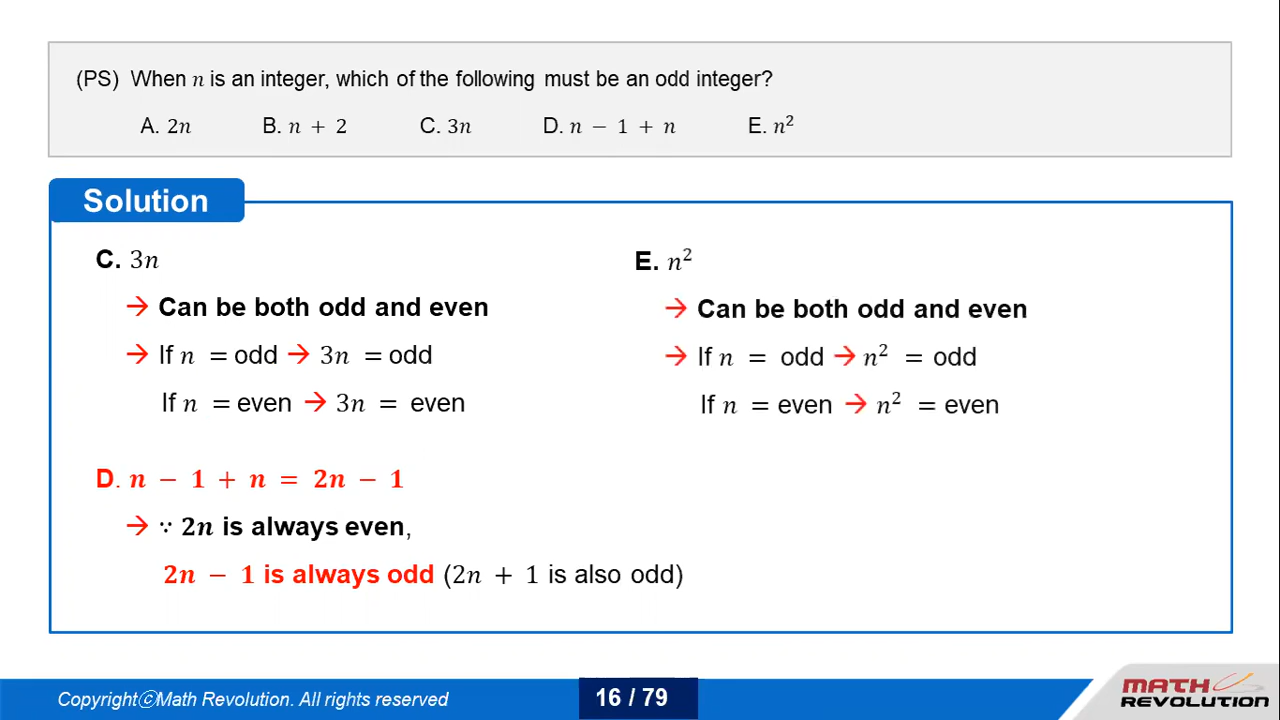 (PS) When n is an integer, which of the following must be an odd integer?
A. 2n B. n + 2 C. 3n D. n − 1 + n E. n²
Solution
C. 3n
→ Can be both odd and even
→ If n = odd → 3n = odd
If n = even → 3n = even
E. n²
→ Can be both odd and even
→ If n = odd → n² = odd
If n = even → n² = even
D. n − 1 + n = 2n − 1
→ ∵ 2n is always even,
2n − 1 is always odd (2n + 1 is also odd)
Copyrightⓒ Math Revolution. All rights reserved
16 / 79
MATH
REVOLUTION